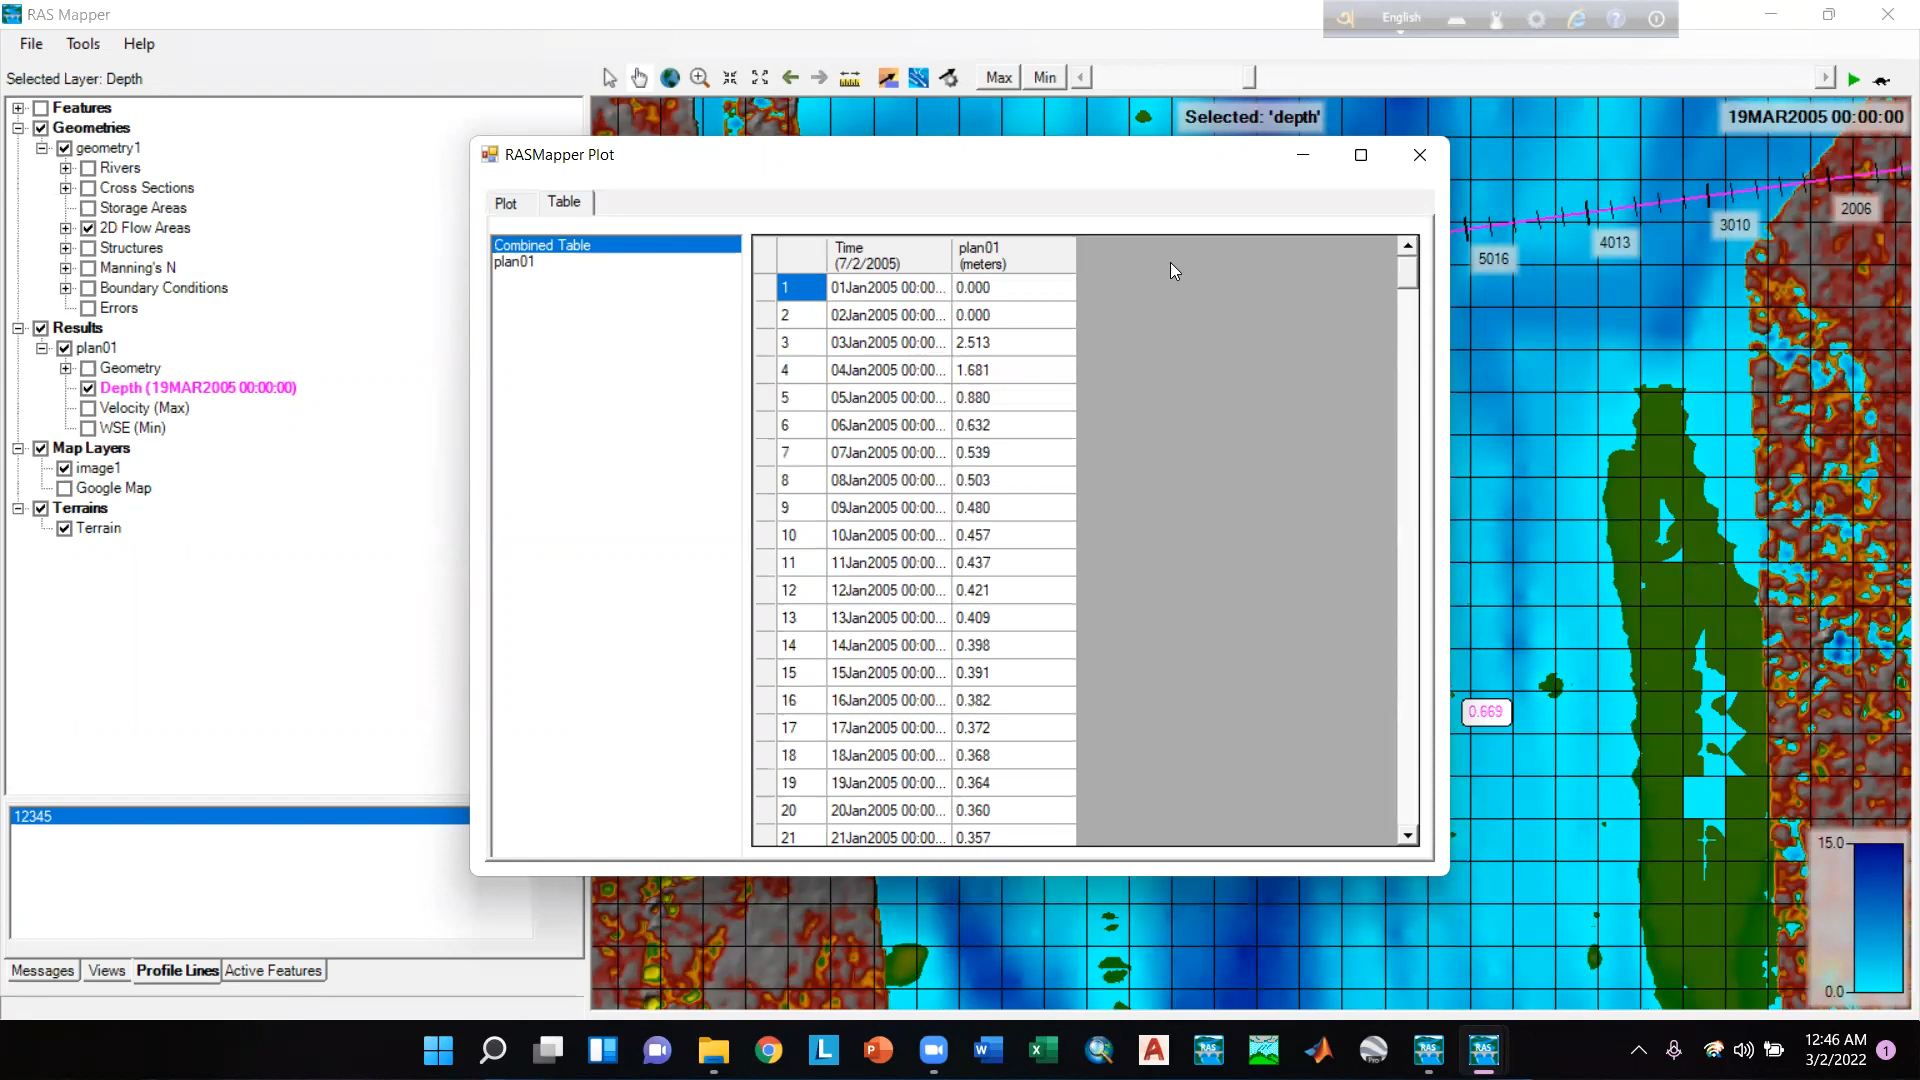 RAS Mapper
English
File Tools Help
Selected Layer: Depth
Max Min
Features
Geometries
geometry1
Rivers
Cross Sections
Storage Areas
2D Flow Areas
Structures
Manning's N
Boundary Conditions
Errors
Results
plan01
Geometry
Depth (19MAR2005 00:00:00)
Velocity (Max)
WSE (Min)
Map Layers
image1
Google Map
Terrains
Terrain
12345
Messages Views Profile Lines Active Features
Selected: 'depth'
19MAR2005 00:00:00
RASMapper Plot
Plot Table
Combined Table
plan01
Time plan01
(7/2/2005) (meters)
1 01Jan2005 00:00... 0.000
2 02Jan2005 00:00... 0.000
3 03Jan2005 00:00... 2.513
4 04Jan2005 00:00... 1.681
5 05Jan2005 00:00... 0.880
6 06Jan2005 00:00... 0.632
7 07Jan2005 00:00... 0.539
8 08Jan2005 00:00... 0.503
9 09Jan2005 00:00... 0.480
10 10Jan2005 00:00... 0.457
11 11Jan2005 00:00... 0.437
12 12Jan2005 00:00... 0.421
13 13Jan2005 00:00... 0.409
14 14Jan2005 00:00... 0.398
15 15Jan2005 00:00... 0.391
16 16Jan2005 00:00... 0.382
17 17Jan2005 00:00... 0.372
18 18Jan2005 00:00... 0.368
19 19Jan2005 00:00... 0.364
20 20Jan2005 00:00... 0.360
21 21Jan2005 00:00... 0.357
2006
3010
4013
5016
0.669
15.0
0.0
12:46 AM
3/2/2022
1